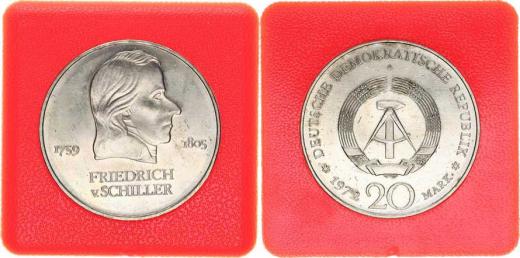 1759
1805
FRIEDRICH
v. SCHILLER
* DEUTSCHE DEMOKRATISCHE REPUBLIK *
A
1972 20 MARK